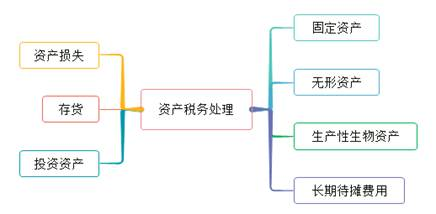 资产损失
存货
投资资产
资产税务处理
固定资产
无形资产
生产性生物资产
长期待摊费用